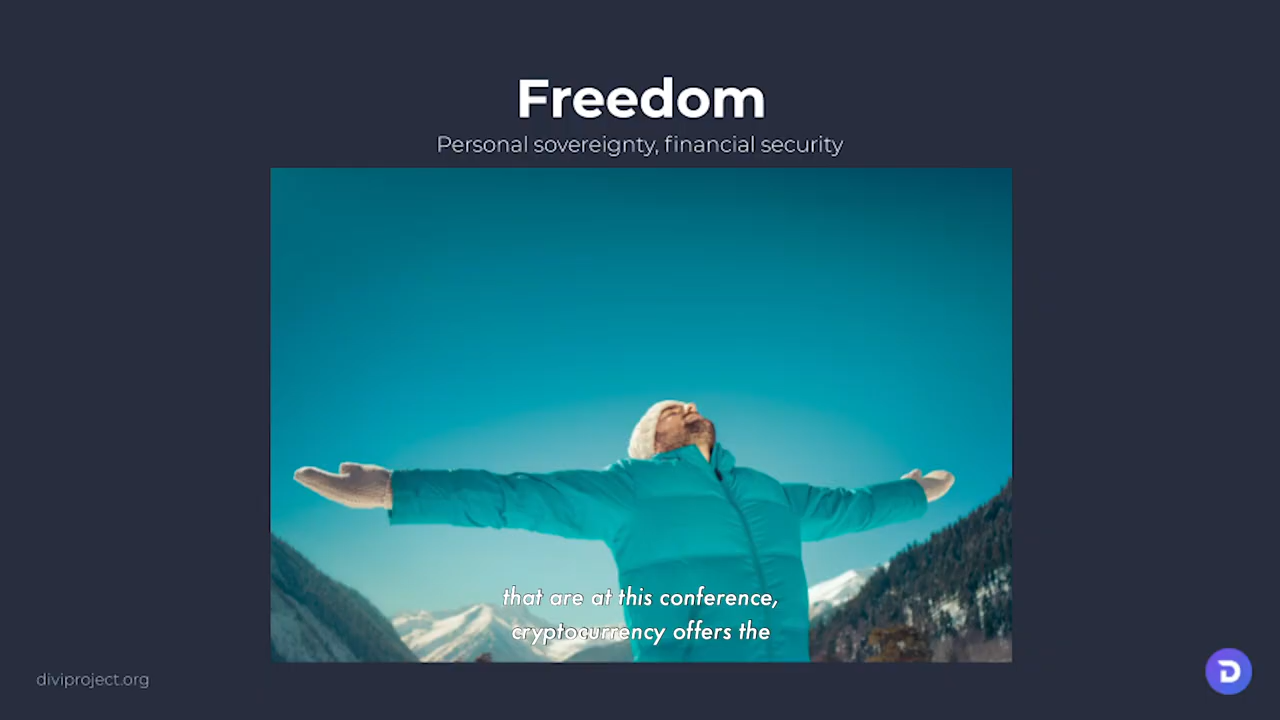 Freedom
Personal sovereignty, financial security
that are at this conference,
cryptocurrency offers the
diviproject.org
D